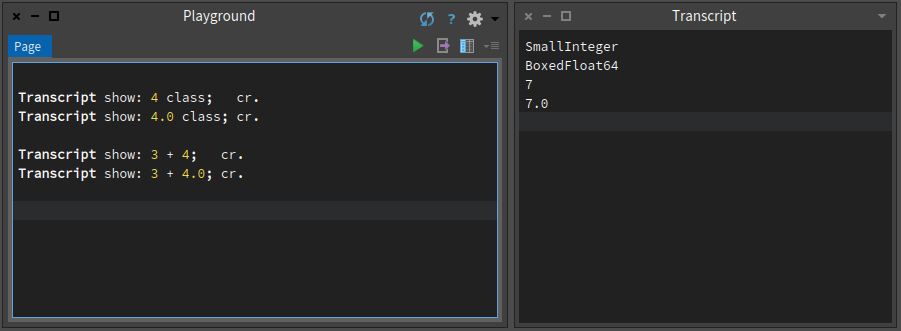 Playground
?
Page
Transcript show: 4 class;   cr.
Transcript show: 4.0 class; cr.
Transcript show: 3 + 4;   cr.
Transcript show: 3 + 4.0; cr.
Transcript
SmallInteger
BoxedFloat64
7
7.0